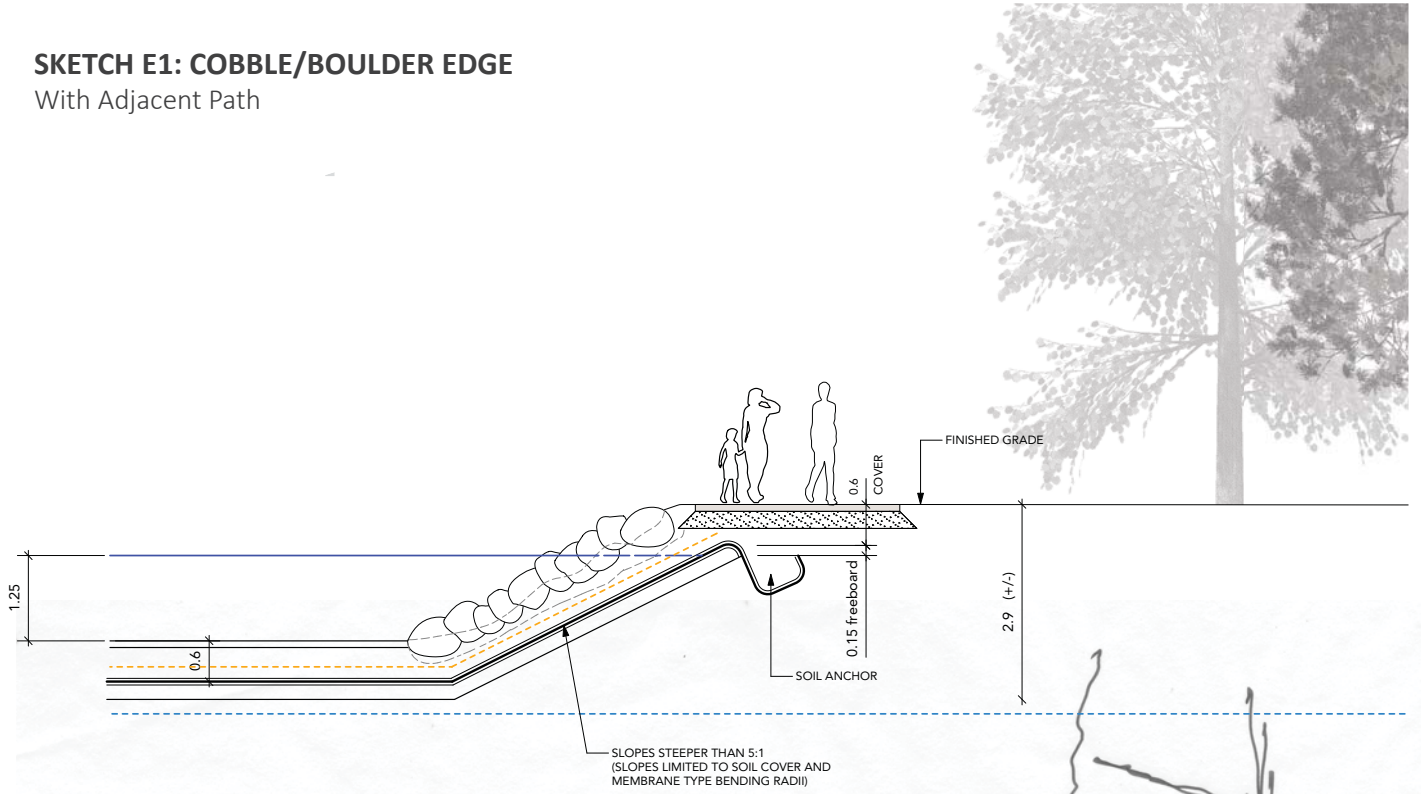 SKETCH E1: COBBLE/BOULDER EDGE
With Adjacent Path
FINISHED GRADE
0.6
COVER
1.25
0.15 freeboard
2.9 (+/-)
0.6
SOIL ANCHOR
SLOPES STEEPER THAN 5:1
(SLOPES LIMITED TO SOIL COVER AND
MEMBRANE TYPE BENDING RADII)